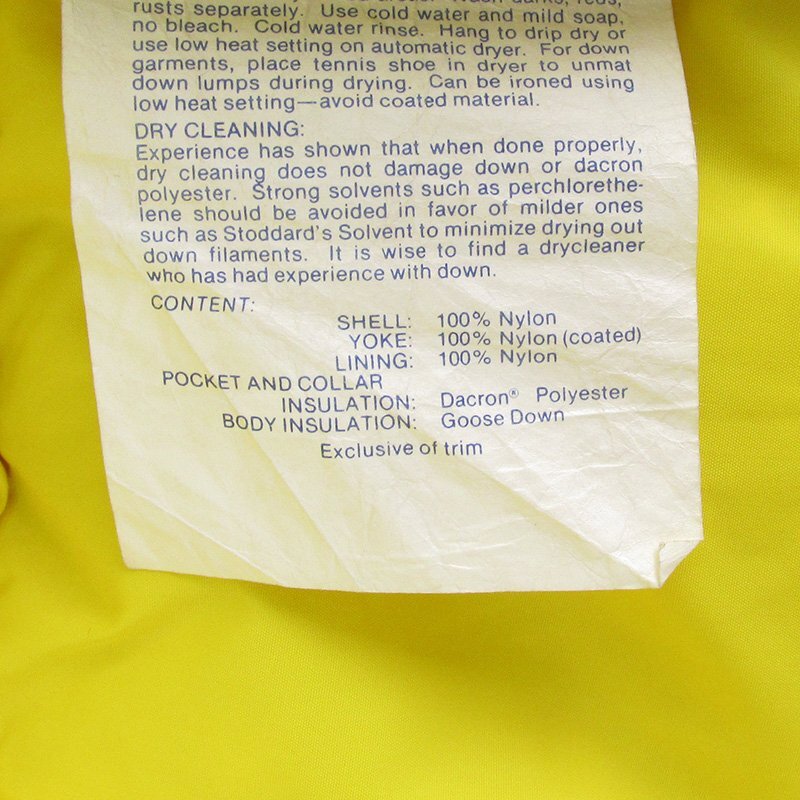 rusts separately. Use cold water and mild soap,
no bleach. Cold water rinse. Hang to drip dry or
use low heat setting on automatic dryer. For down
garments, place tennis shoe in dryer to unmat
down lumps during drying. Can be ironed using
low heat setting—avoid coated material.
DRY CLEANING:
Experience has shown that when done properly,
dry cleaning does not damage down or dacron
polyester. Strong solvents such as perchlorethe-
lene should be avoided in favor of milder ones
such as Stoddard's Solvent to minimize drying out
down filaments. It is wise to find a drycleaner
who has had experience with down.
CONTENT:
SHELL: 100% Nylon
YOKE: 100% Nylon (coated)
LINING: 100% Nylon
POCKET AND COLLAR
INSULATION: Dacron® Polyester
BODY INSULATION: Goose Down
Exclusive of trim